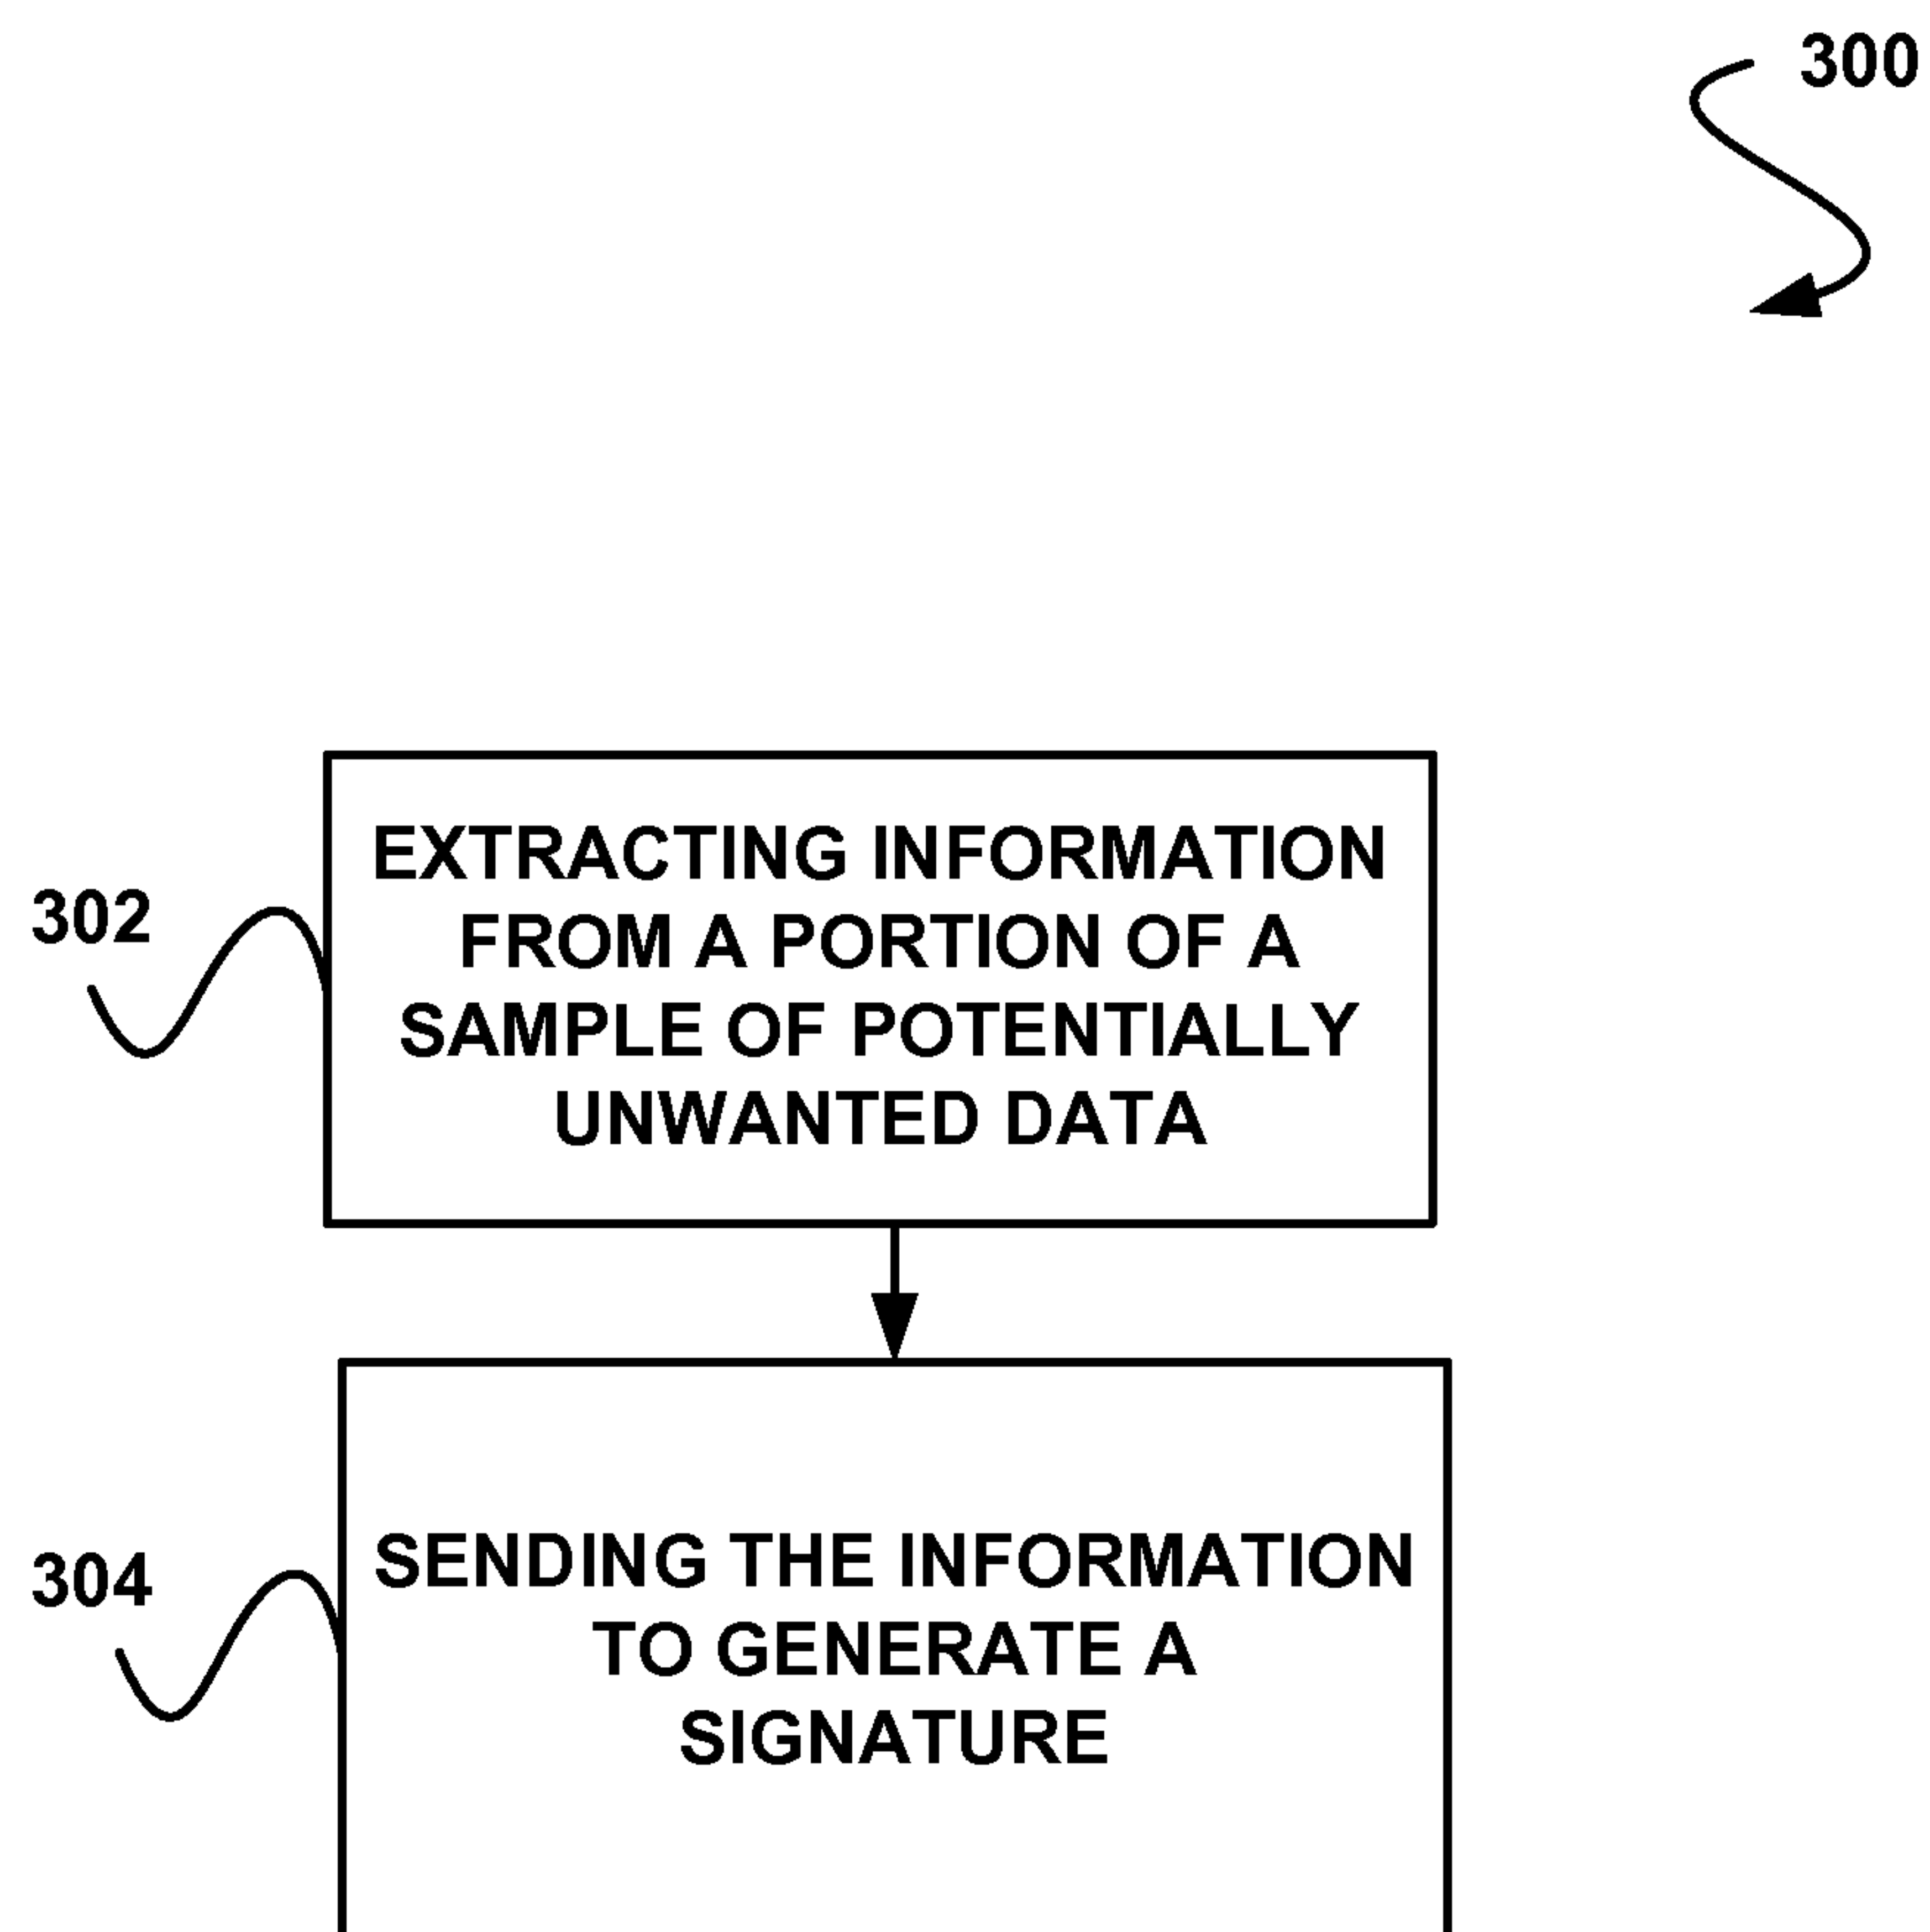 300
302
EXTRACTING INFORMATION
FROM A PORTION OF A
SAMPLE OF POTENTIALLY
UNWANTED DATA
304
SENDING THE INFORMATION
TO GENERATE A
SIGNATURE